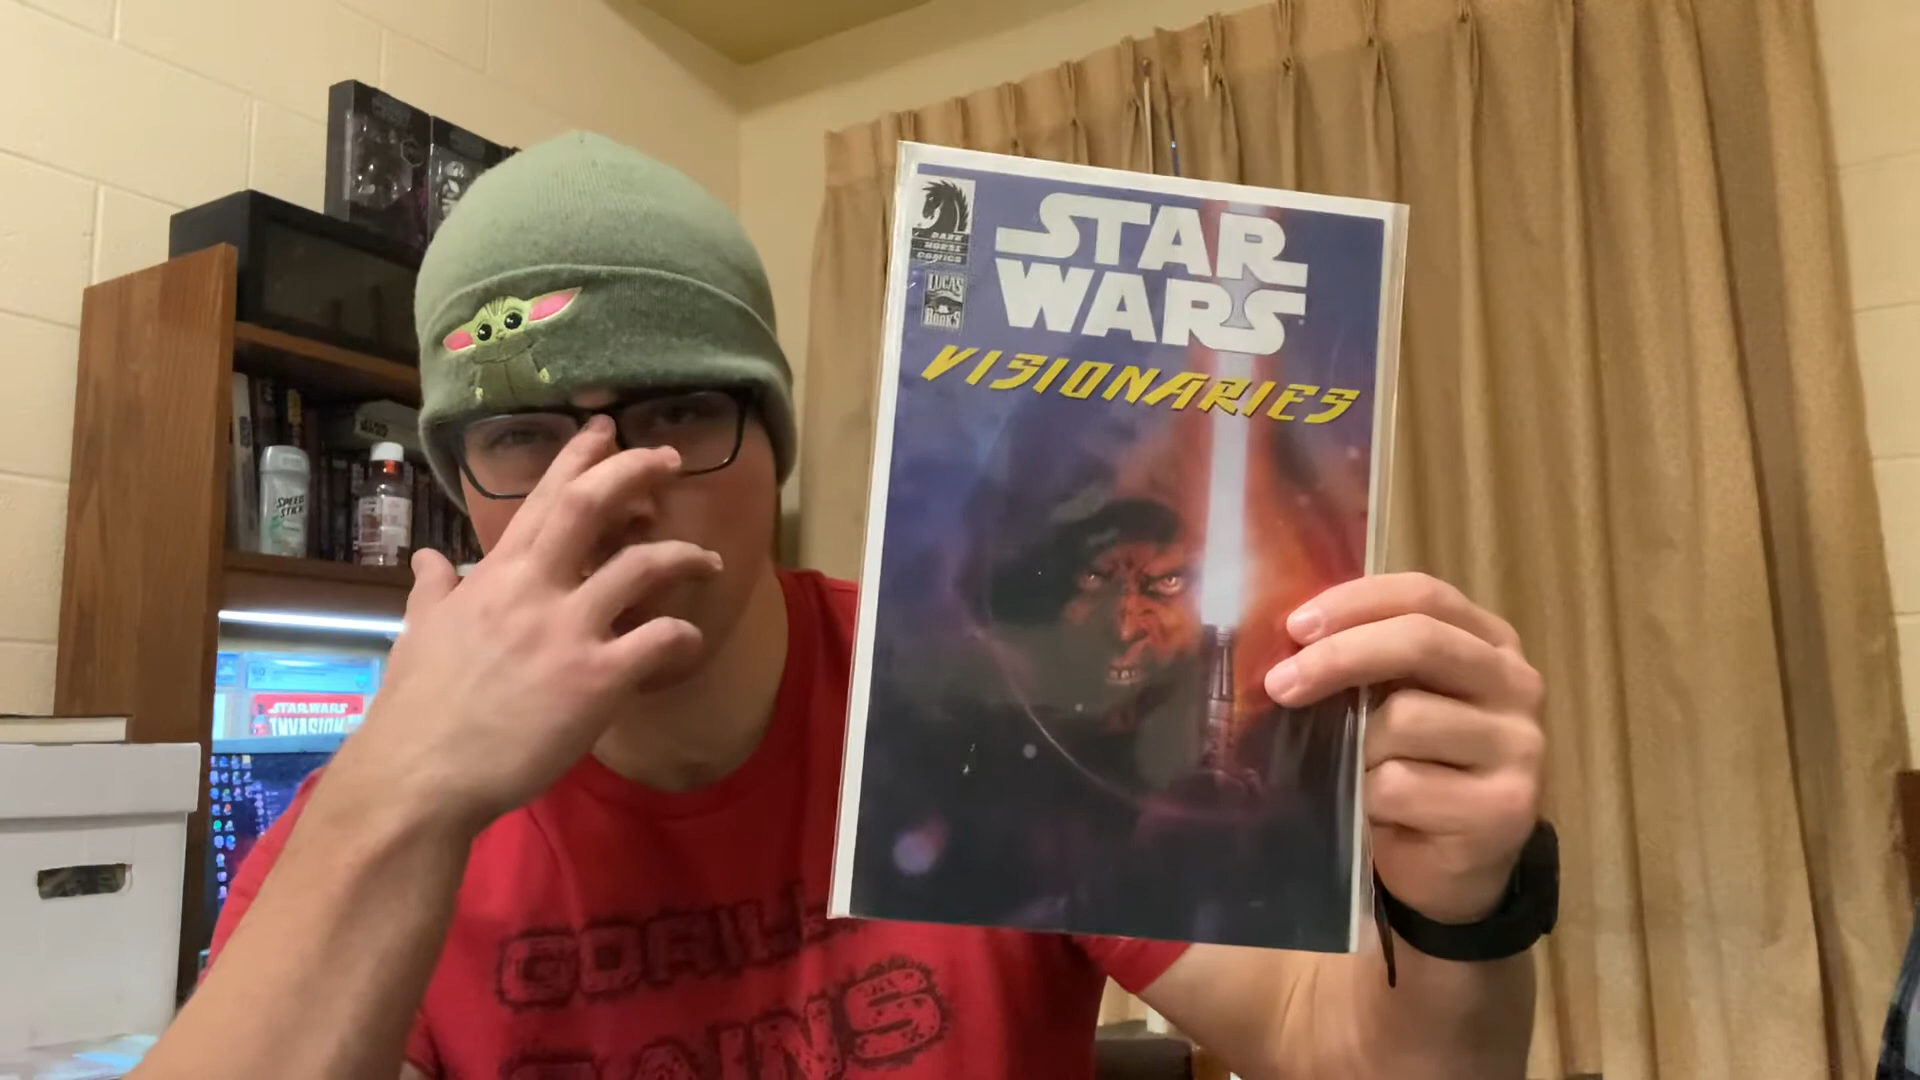 DARK
HORSE
COMICS
LUCAS
BOOKS
STAR
WARS
VISIONARIES
SPEED
STICK
STAR WARS
INVASION
GORILLA
GAINS